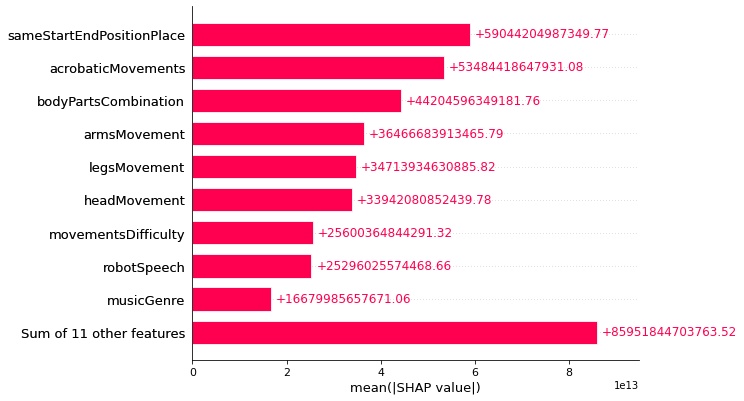 sameStartEndPositionPlace +59044204987349.77
acrobaticMovements +53484418647931.08
bodyPartsCombination +44204596349181.76
armsMovement +36466683913465.79
legsMovement +34713934630885.82
headMovement +33942080852439.78
movementsDifficulty +25600364844291.32
robotSpeech +25296025574468.66
musicGenre +16679985657671.06
Sum of 11 other features +85951844703763.52
0 2 4 6 8
1e13
mean(|SHAP value|)